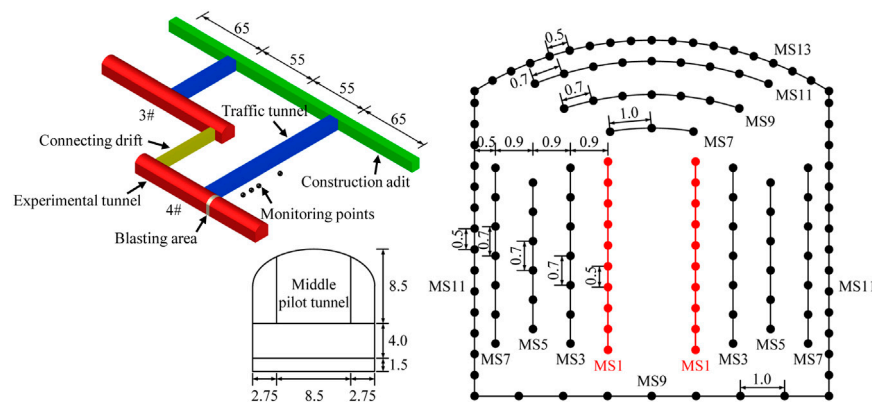 65
55
55
65
3#
Traffic tunnel
Connecting drift
Construction adit
Experimental tunnel
4#
Monitoring points
Blasting area
Middle
pilot tunnel
8.5
4.0
1.5
2.75
8.5
2.75
0.5
MS13
0.7
MS11
0.7
MS9
1.0
MS7
0.5
0.9
0.9
0.9
0.5
0.7
0.7
0.7
0.5
MS11
MS11
MS7
MS5
MS3
MS1
MS1
MS3
MS5
MS7
MS9
1.0